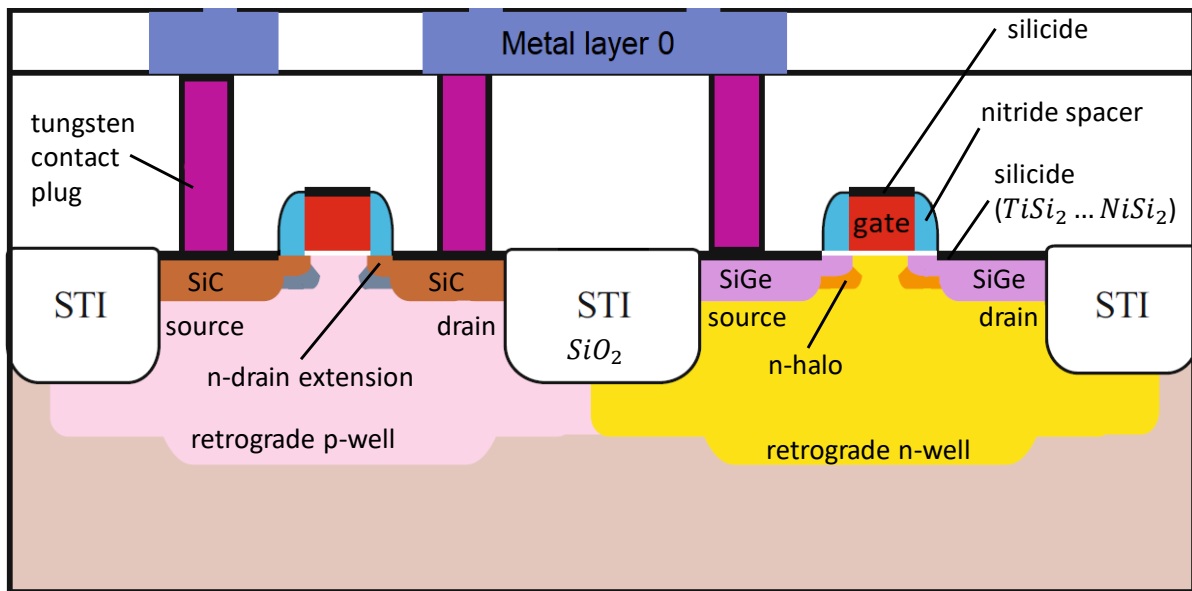 Metal layer 0
silicide
tungsten
contact
plug
nitride spacer
silicide
(TiSi₂ … NiSi₂)
gate
SiC
SiC
SiGe
SiGe
STI
STI
STI
source
drain
source
drain
SiO₂
n-drain extension
n-halo
retrograde p-well
retrograde n-well